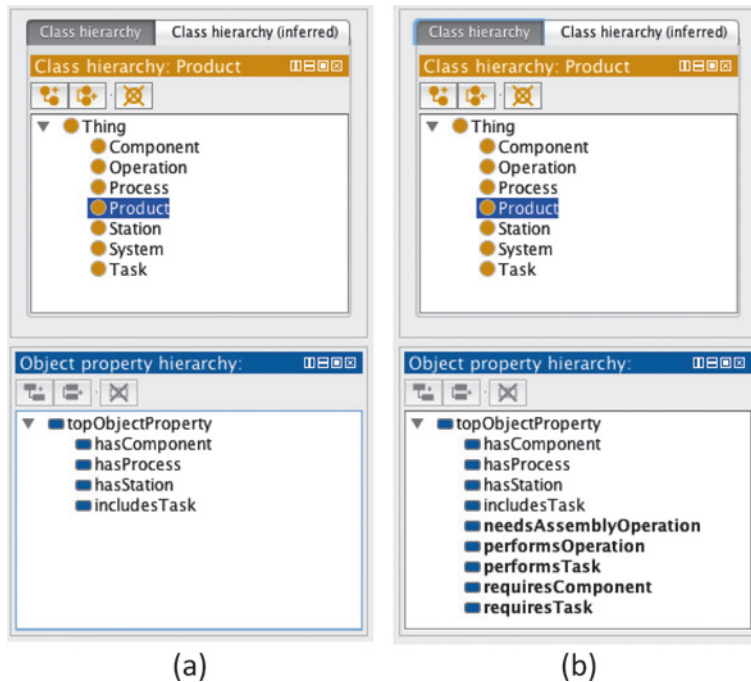 Class hierarchy
Class hierarchy (inferred)
Class hierarchy: Product
Thing
Component
Operation
Process
Product
Station
System
Task
Object property hierarchy:
topObjectProperty
hasComponent
hasProcess
hasStation
includesTask
(a)
Class hierarchy
Class hierarchy (inferred)
Class hierarchy: Product
Thing
Component
Operation
Process
Product
Station
System
Task
Object property hierarchy:
topObjectProperty
hasComponent
hasProcess
hasStation
includesTask
needsAssemblyOperation
performsOperation
performsTask
requiresComponent
requiresTask
(b)